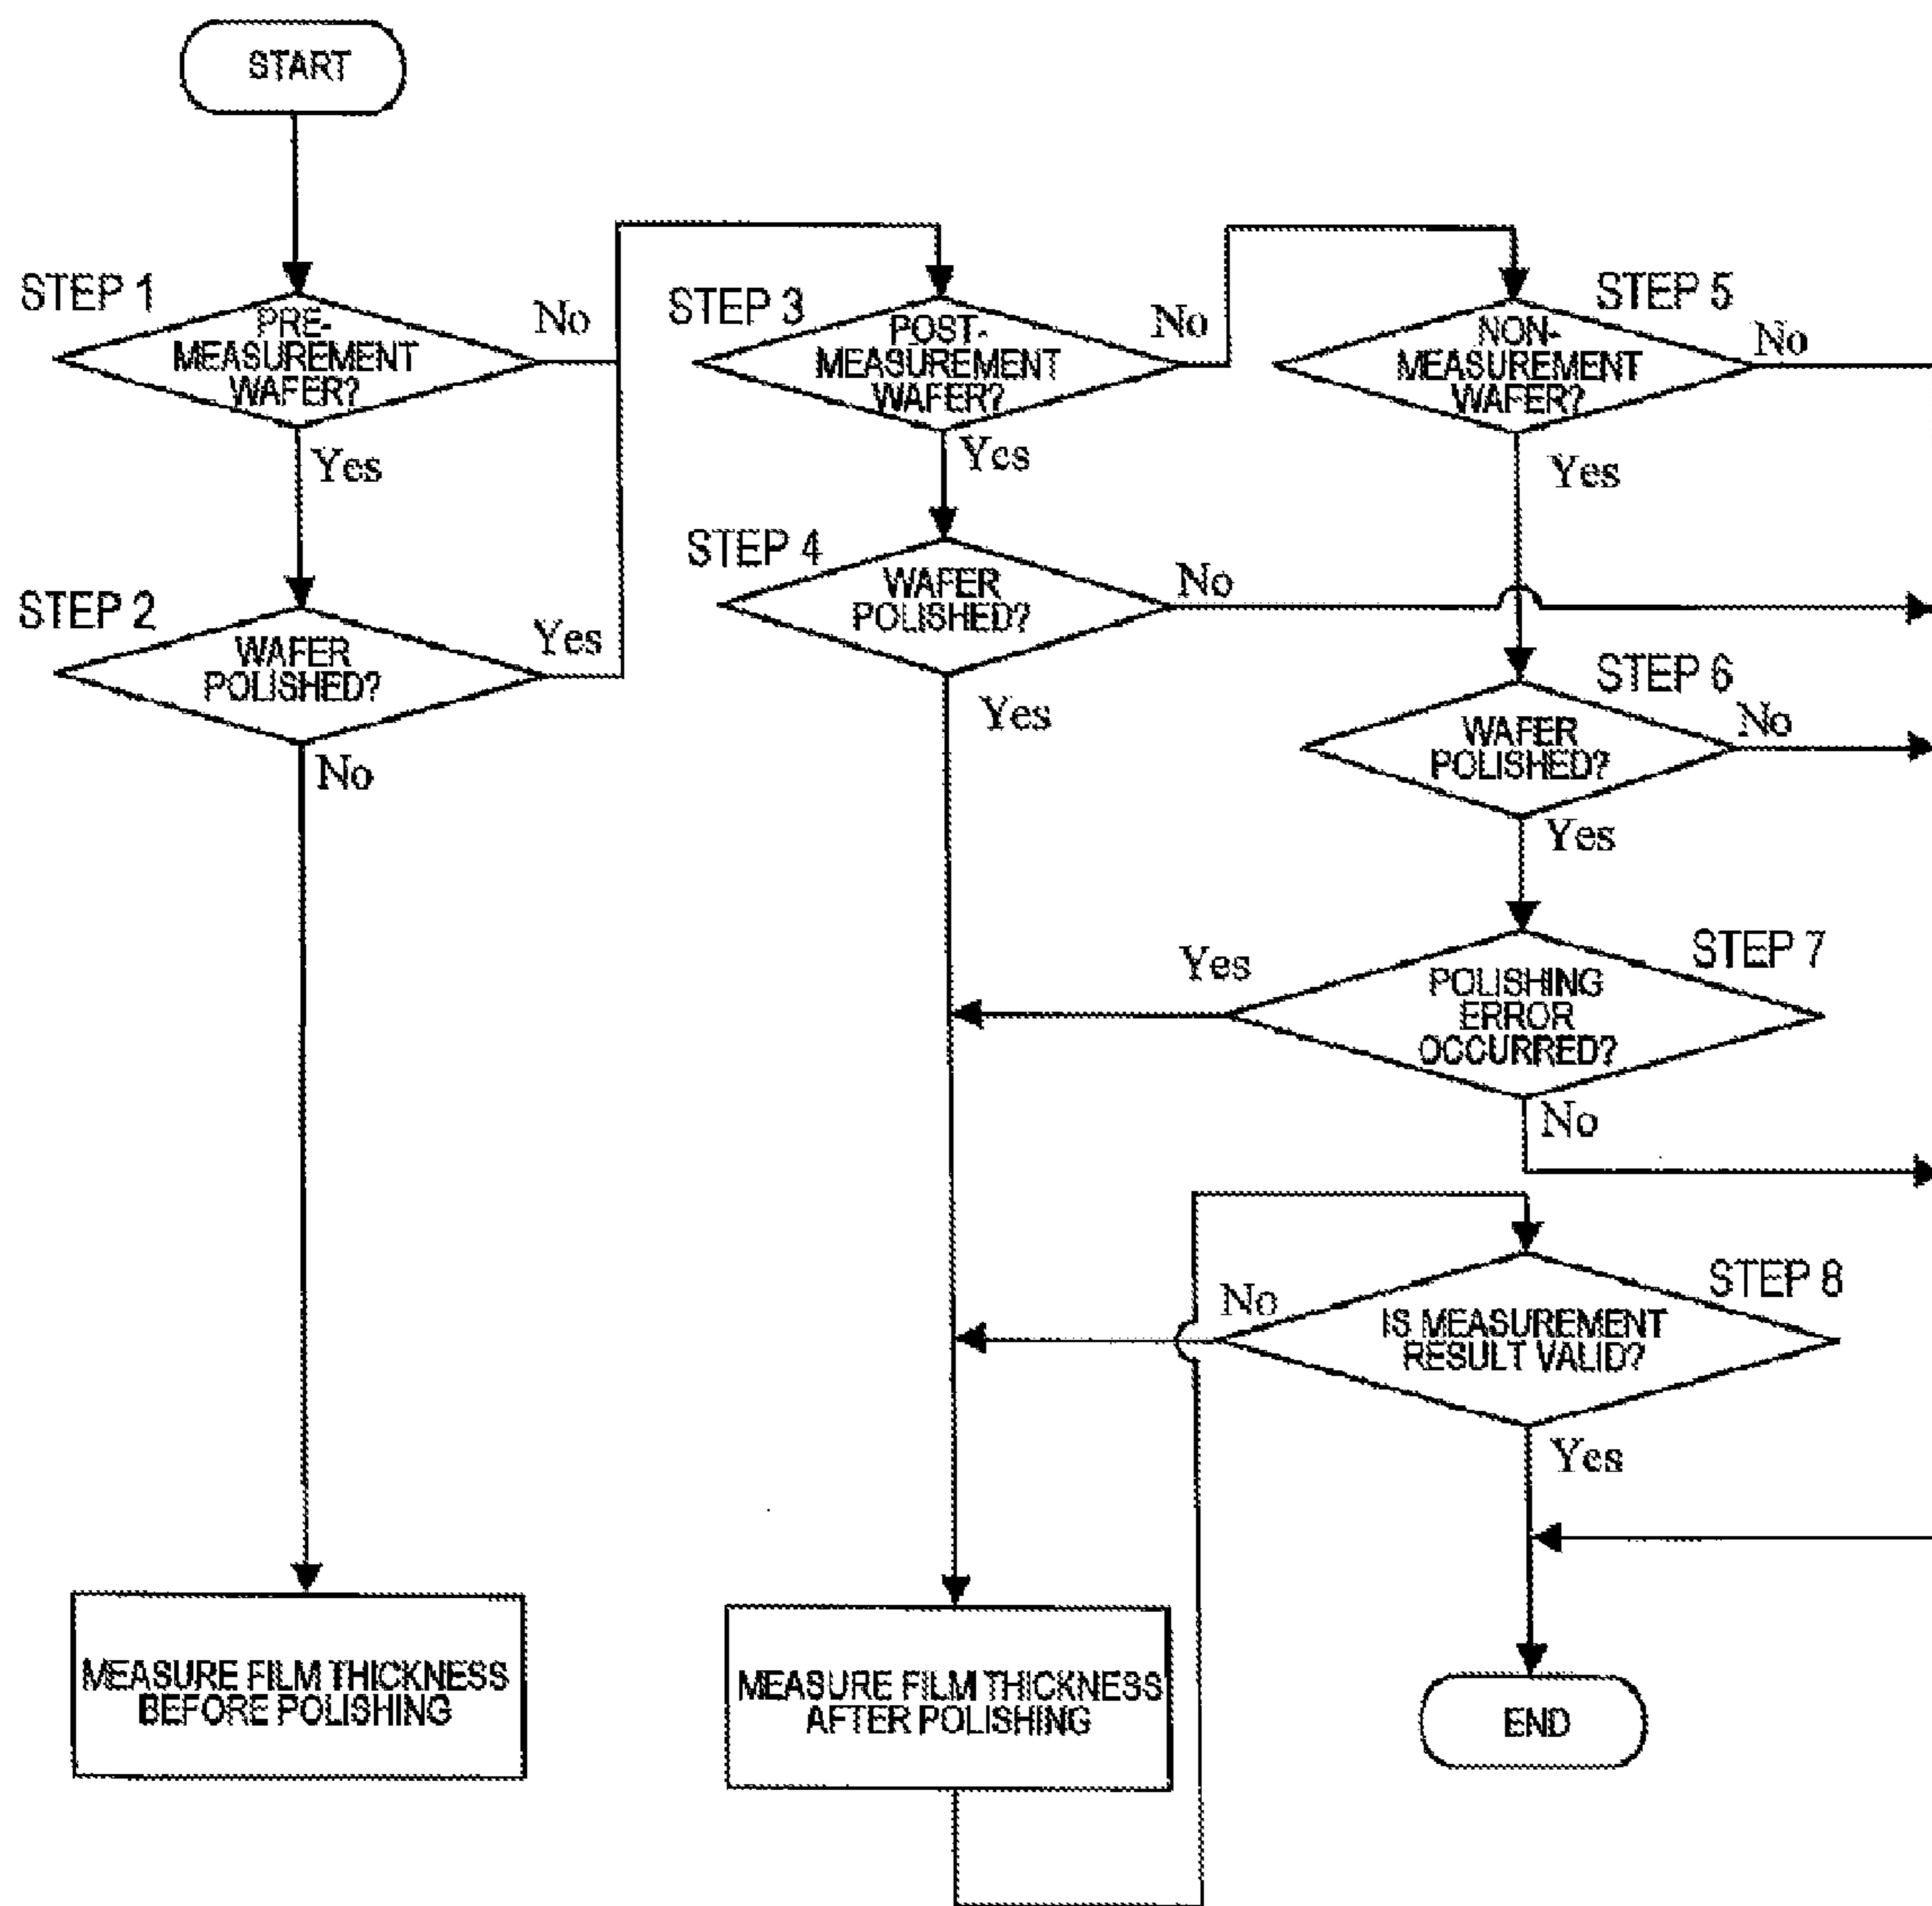 START
STEP 1
PRE-
MEASUREMENT
WAFER?
No
Yes
STEP 2
WAFER
POLISHED?
Yes
No
MEASURE FILM THICKNESS
BEFORE POLISHING
STEP 3
POST-
MEASUREMENT
WAFER?
No
Yes
STEP 4
WAFER
POLISHED?
No
Yes
STEP 5
NON-
MEASUREMENT
WAFER?
No
Yes
STEP 6
WAFER
POLISHED?
No
Yes
STEP 7
POLISHING
ERROR
OCCURRED?
Yes
No
STEP 8
IS MEASUREMENT
RESULT VALID?
No
Yes
MEASURE FILM THICKNESS
AFTER POLISHING
END